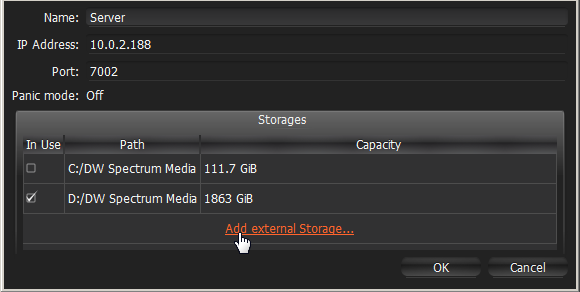 Name: Server
IP Address: 10.0.2.188
Port: 7002
Panic mode: Off
Storages
In Use Path Capacity
C:/DW Spectrum Media 111.7 GiB
D:/DW Spectrum Media 1863 GiB
Add external Storage...
OK Cancel